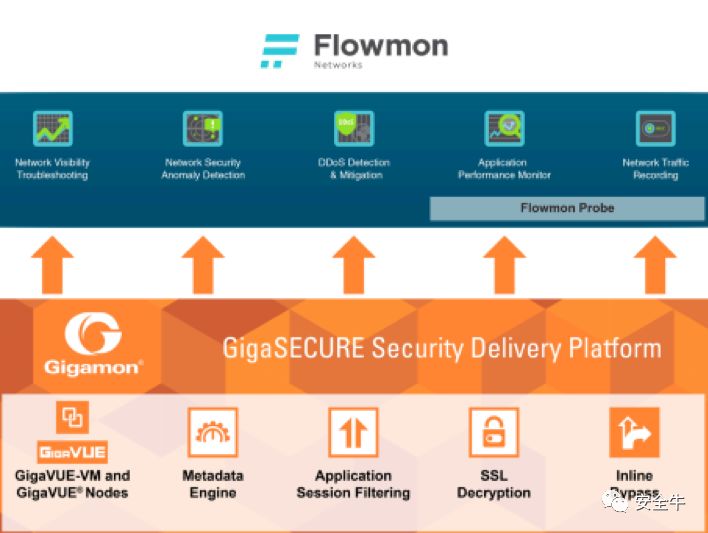 Flowmon
Networks
Network Visibility
Troubleshooting
Network Security
Anomaly Detection
DDoS Detection
& Mitigation
Application
Performance Monitor
Network Traffic
Recording
Flowmon Probe
Gigamon®
GigaSECURE Security Delivery Platform
GigaVUE
GigaVUE-VM and
GigaVUE® Nodes
Metadata
Engine
Application
Session Filtering
SSL
Decryption
Inline
Bypass
安全牛